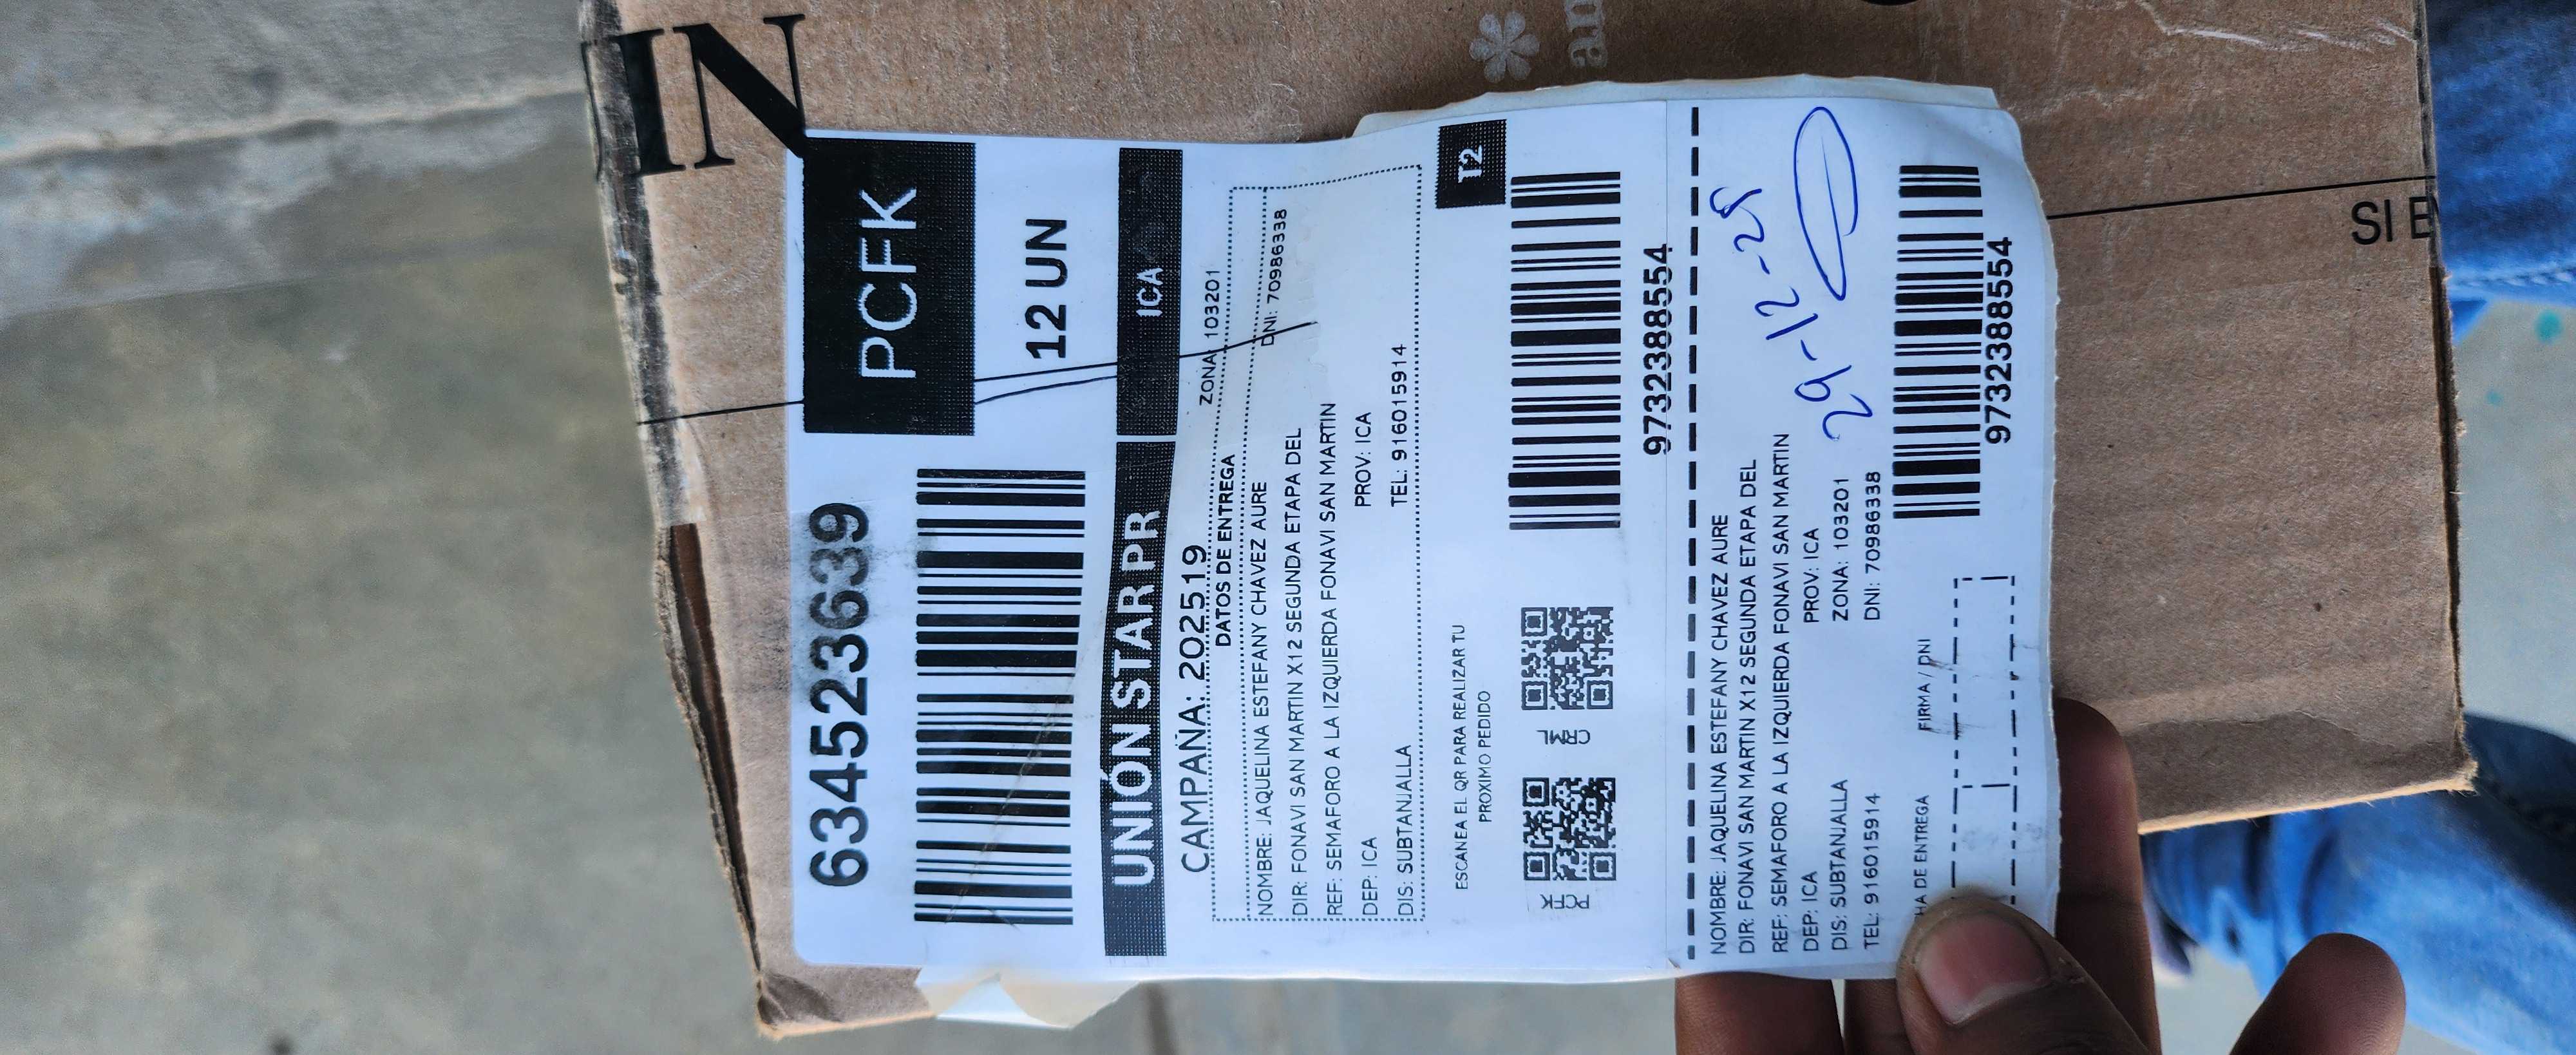 IN
an
SI E
634523639
PCFK
12 UN
UNIÓN STAR PR
ICA
CAMPAÑA: 202519
ZONA: 103201
DATOS DE ENTREGA
NOMBRE: JAQUELINA ESTEFANY CHAVEZ AURE
DNI: 70986338
DIR: FONAVI SAN MARTIN X12 SEGUNDA ETAPA DEL
REF: SEMAFORO A LA IZQUIERDA FONAVI SAN MARTIN
DEP: ICA PROV: ICA
DIS: SUBTANJALLA TEL: 916015914
T2
ESCANEA EL QR PARA REALIZAR TU
PROXIMO PEDIDO
PCFK
CRML
9732388554
NOMBRE: JAQUELINA ESTEFANY CHAVEZ AURE
DIR: FONAVI SAN MARTIN X12 SEGUNDA ETAPA DEL
REF: SEMAFORO A LA IZQUIERDA FONAVI SAN MARTIN
DEP: ICA PROV: ICA
DIS: SUBTANJALLA ZONA: 103201
TEL: 916015914 DNI: 70986338
29-12-25
HA DE ENTREGA FIRMA / DNI
9732388554